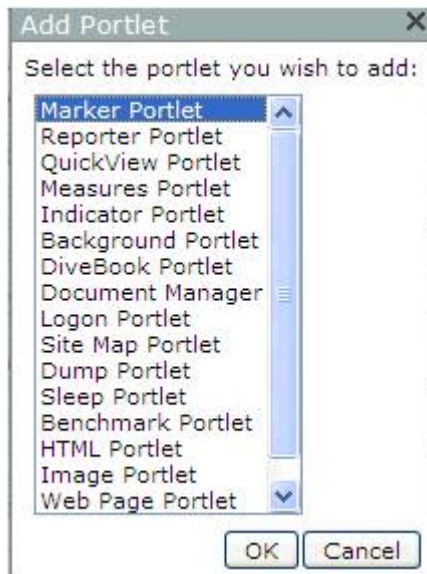 Add Portlet
Select the portlet you wish to add:
Marker Portlet
Reporter Portlet
QuickView Portlet
Measures Portlet
Indicator Portlet
Background Portlet
DiveBook Portlet
Document Manager
Logon Portlet
Site Map Portlet
Dump Portlet
Sleep Portlet
Benchmark Portlet
HTML Portlet
Image Portlet
Web Page Portlet
OK Cancel